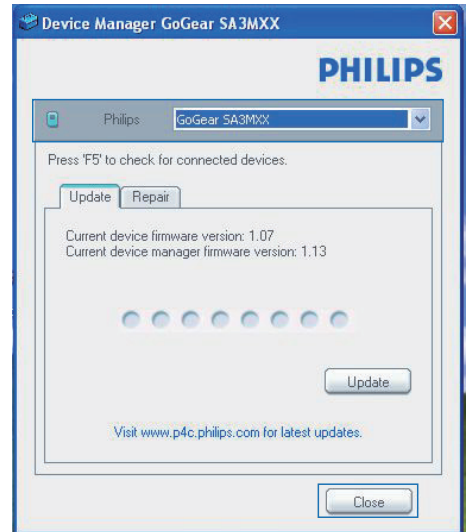 Device Manager GoGear SA3MXX
PHILIPS
Philips GoGear SA3MXX
Press 'F5' to check for connected devices.
Update Repair
Current device firmware version: 1.07
Current device manager firmware version: 1.13
Update
Visit www.p4c.philips.com for latest updates.
Close